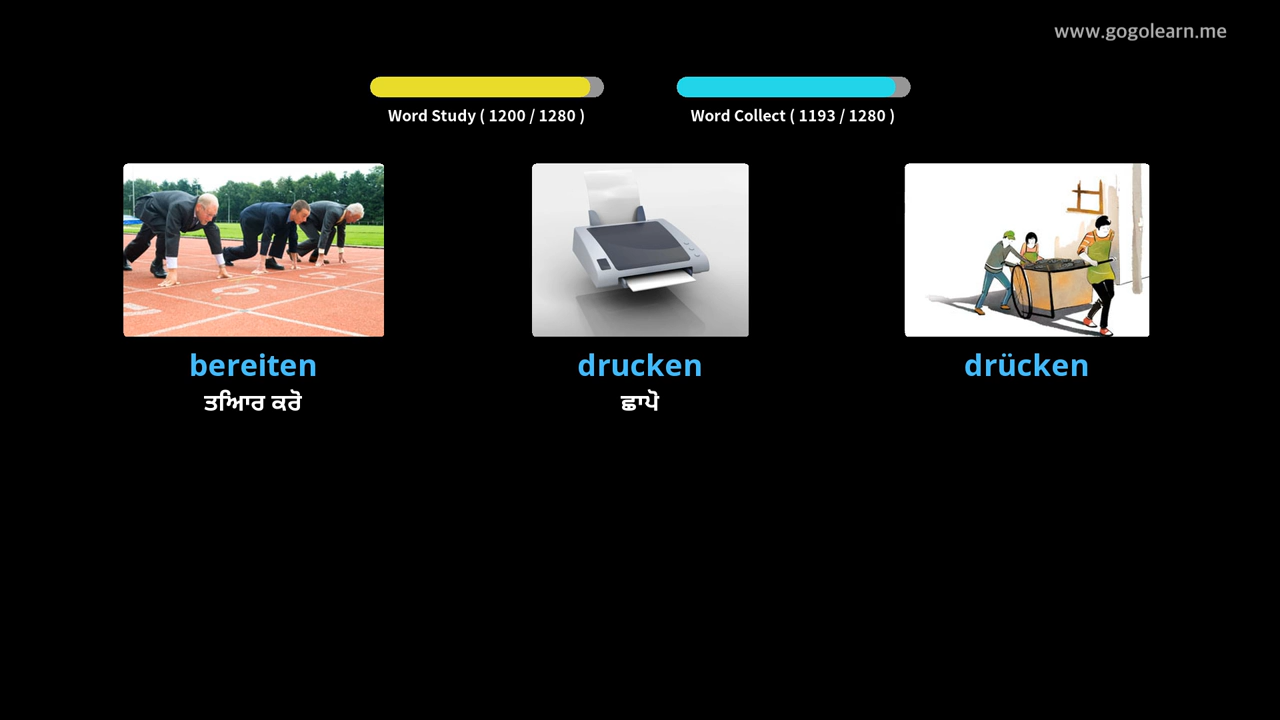 www.gogolearn.me
Word Study ( 1200 / 1280 )
Word Collect ( 1193 / 1280 )
bereiten
drucken
drücken
ਤਿਆਰ ਕਰੋ
ਛਾਪੋ